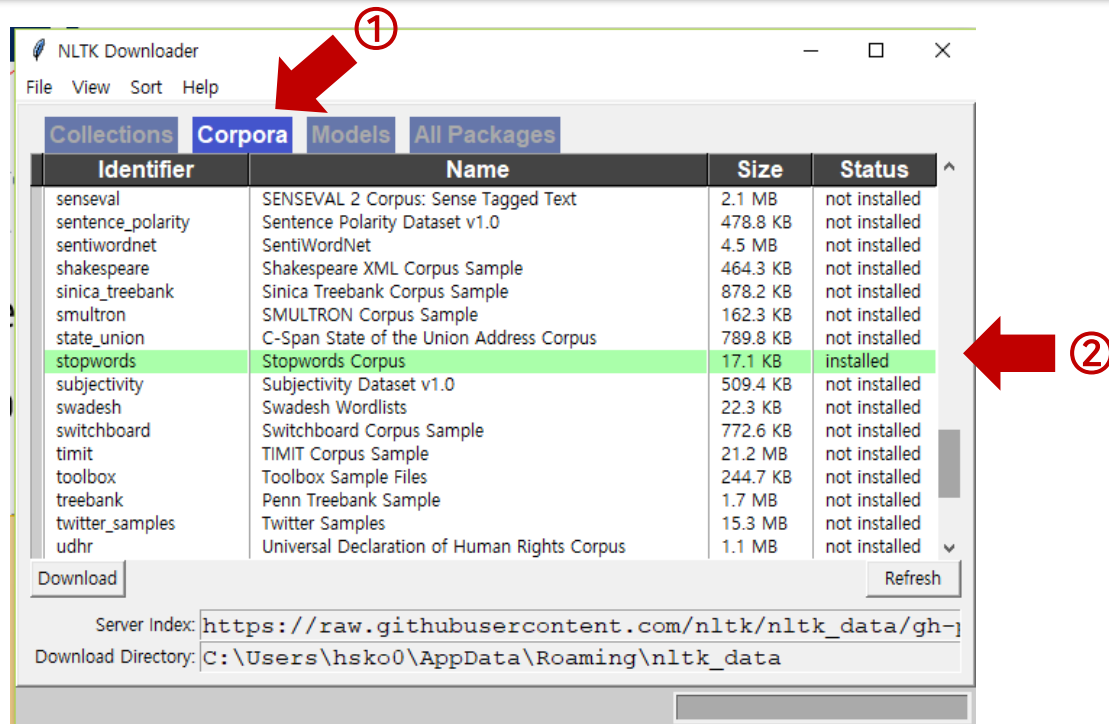 ①
NLTK Downloader
File View Sort Help
Collections Corpora Models All Packages
Identifier Name Size Status
senseval SENSEVAL 2 Corpus: Sense Tagged Text 2.1 MB not installed
sentence_polarity Sentence Polarity Dataset v1.0 478.8 KB not installed
sentiwordnet SentiWordNet 4.5 MB not installed
shakespeare Shakespeare XML Corpus Sample 464.3 KB not installed
sinica_treebank Sinica Treebank Corpus Sample 878.2 KB not installed
smultron SMULTRON Corpus Sample 162.3 KB not installed
state_union C-Span State of the Union Address Corpus 789.8 KB not installed
stopwords Stopwords Corpus 17.1 KB installed
②
subjectivity Subjectivity Dataset v1.0 509.4 KB not installed
swadesh Swadesh Wordlists 22.3 KB not installed
switchboard Switchboard Corpus Sample 772.6 KB not installed
timit TIMIT Corpus Sample 21.2 MB not installed
toolbox Toolbox Sample Files 244.7 KB not installed
treebank Penn Treebank Sample 1.7 MB not installed
twitter_samples Twitter Samples 15.3 MB not installed
udhr Universal Declaration of Human Rights Corpus 1.1 MB not installed
Download Refresh
Server Index: https://raw.githubusercontent.com/nltk/nltk_data/gh-
Download Directory: C:\Users\hsko0\AppData\Roaming\nltk_data